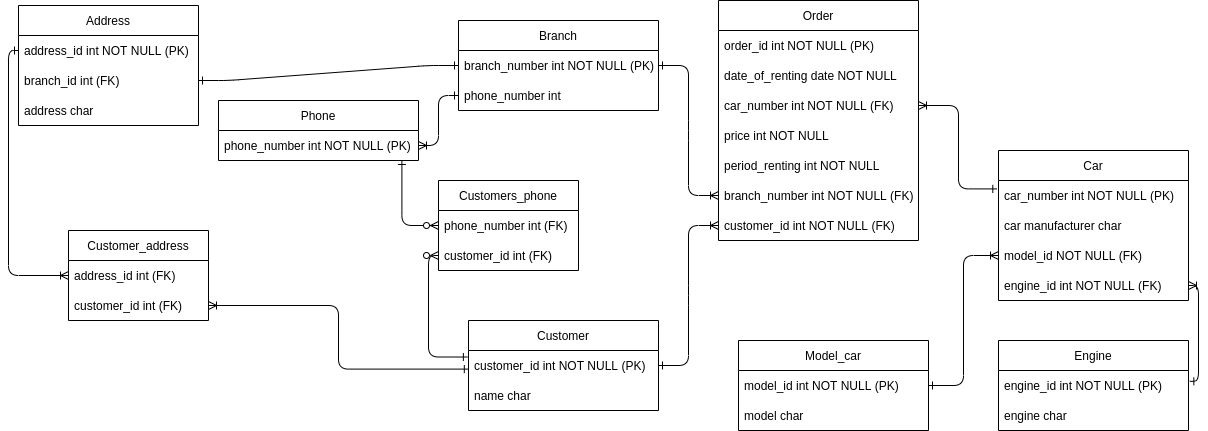 Address
address_id int NOT NULL (PK)
branch_id int (FK)
address char
Branch
branch_number int NOT NULL (PK)
phone_number int
Order
order_id int NOT NULL (PK)
date_of_renting date NOT NULL
car_number int NOT NULL (FK)
price int NOT NULL
period_renting int NOT NULL
branch_number int NOT NULL (FK)
customer_id int NOT NULL (FK)
Phone
phone_number int NOT NULL (PK)
Customers_phone
phone_number int (FK)
customer_id int (FK)
Car
car_number int NOT NULL (PK)
car manufacturer char
model_id NOT NULL (FK)
engine_id int NOT NULL (FK)
Customer_address
address_id int (FK)
customer_id int (FK)
Customer
customer_id int NOT NULL (PK)
name char
Model_car
model_id int NOT NULL (PK)
model char
Engine
engine_id int NOT NULL (PK)
engine char